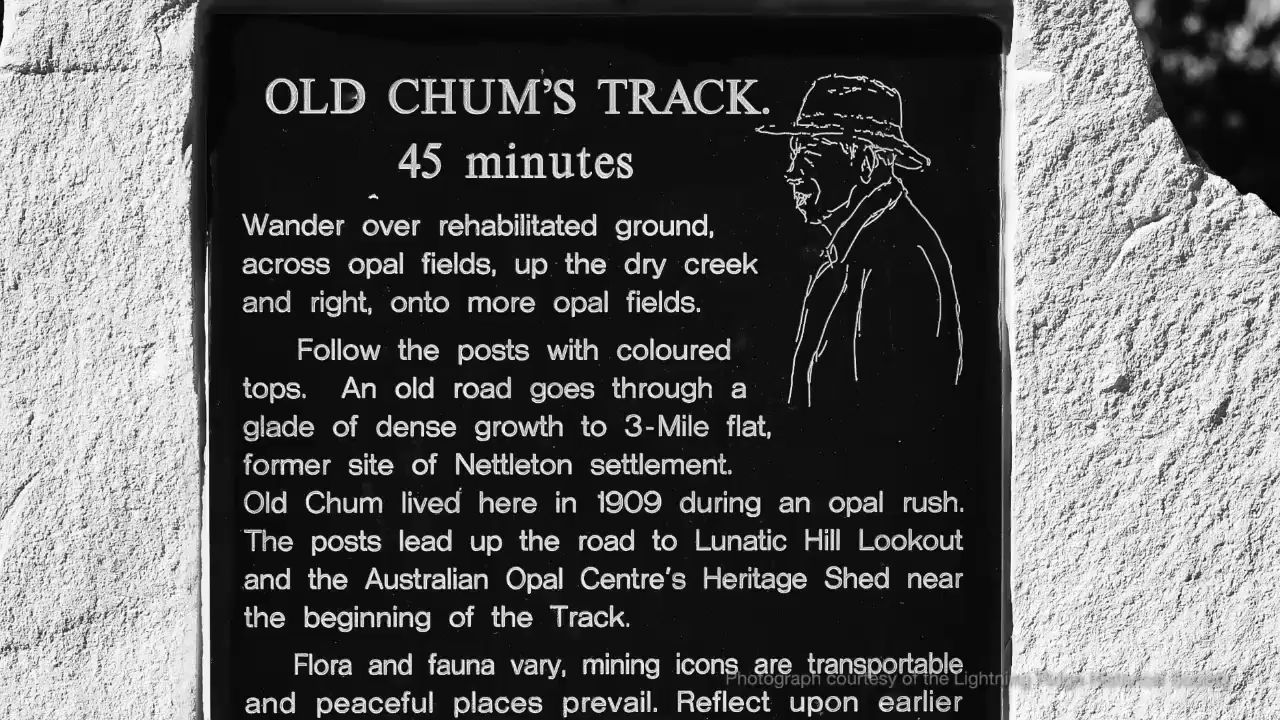 OLD CHUM'S TRACK.
45 minutes
Wander over rehabilitated ground,
across opal fields, up the dry creek
and right, onto more opal fields.
Follow the posts with coloured
tops. An old road goes through a
glade of dense growth to 3-Mile flat,
former site of Nettleton settlement.
Old Chum lived here in 1909 during an opal rush.
The posts lead up the road to Lunatic Hill Lookout
and the Australian Opal Centre's Heritage Shed near
the beginning of the Track.
Flora and fauna vary, mining icons are transportable
Photograph courtesy of the Lightning
and peaceful places prevail. Reflect upon earlier